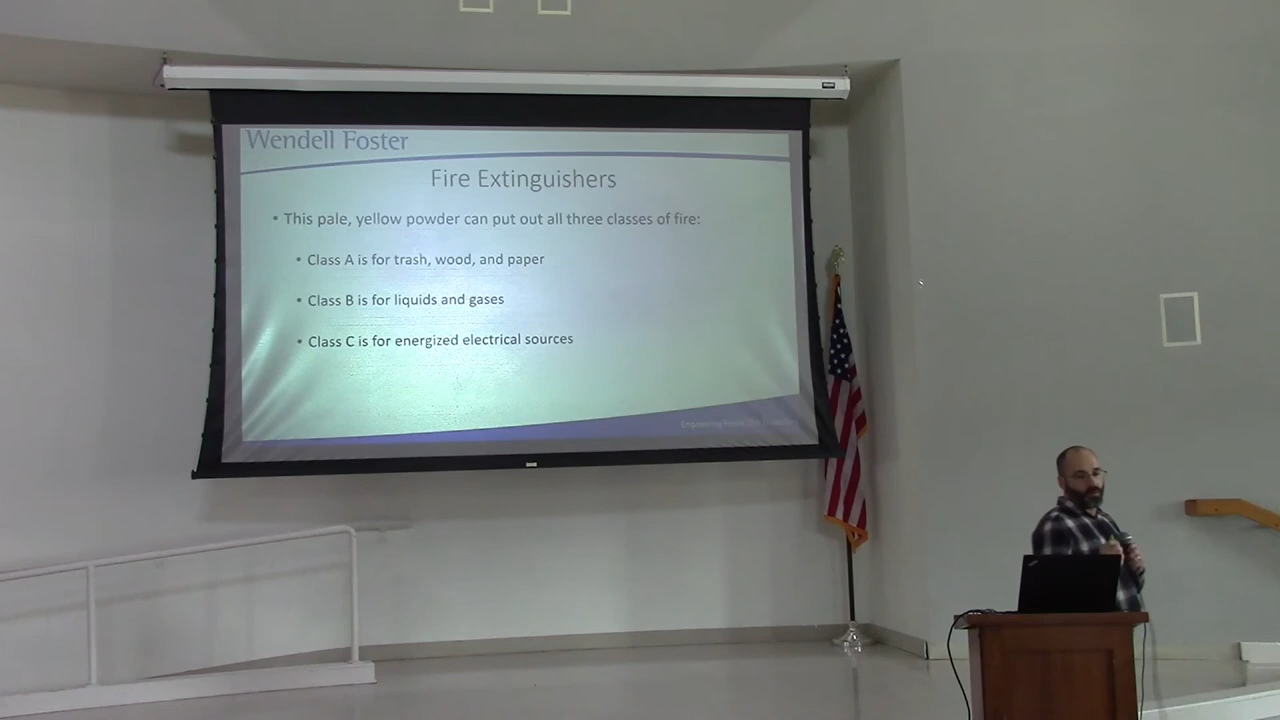 Wendell Foster
Fire Extinguishers
• This pale, yellow powder can put out all three classes of fire:
• Class A is for trash, wood, and paper
• Class B is for liquids and gases
• Class C is for energized electrical sources
Empowering